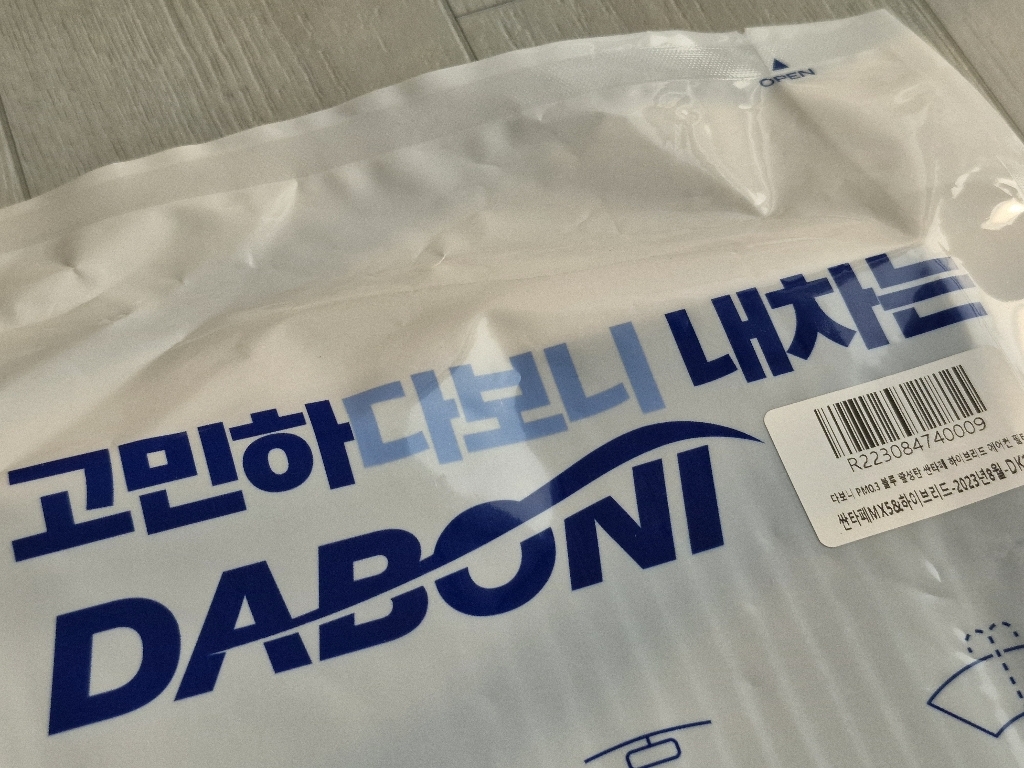 OPEN
고민하다보니 내차는
DABONI
R223084740009
다보니 PM0.3 블루 활성탄 싼타페 하이브리드 에어컨
싼타페MX5&하이브리드-2023년8월-DK